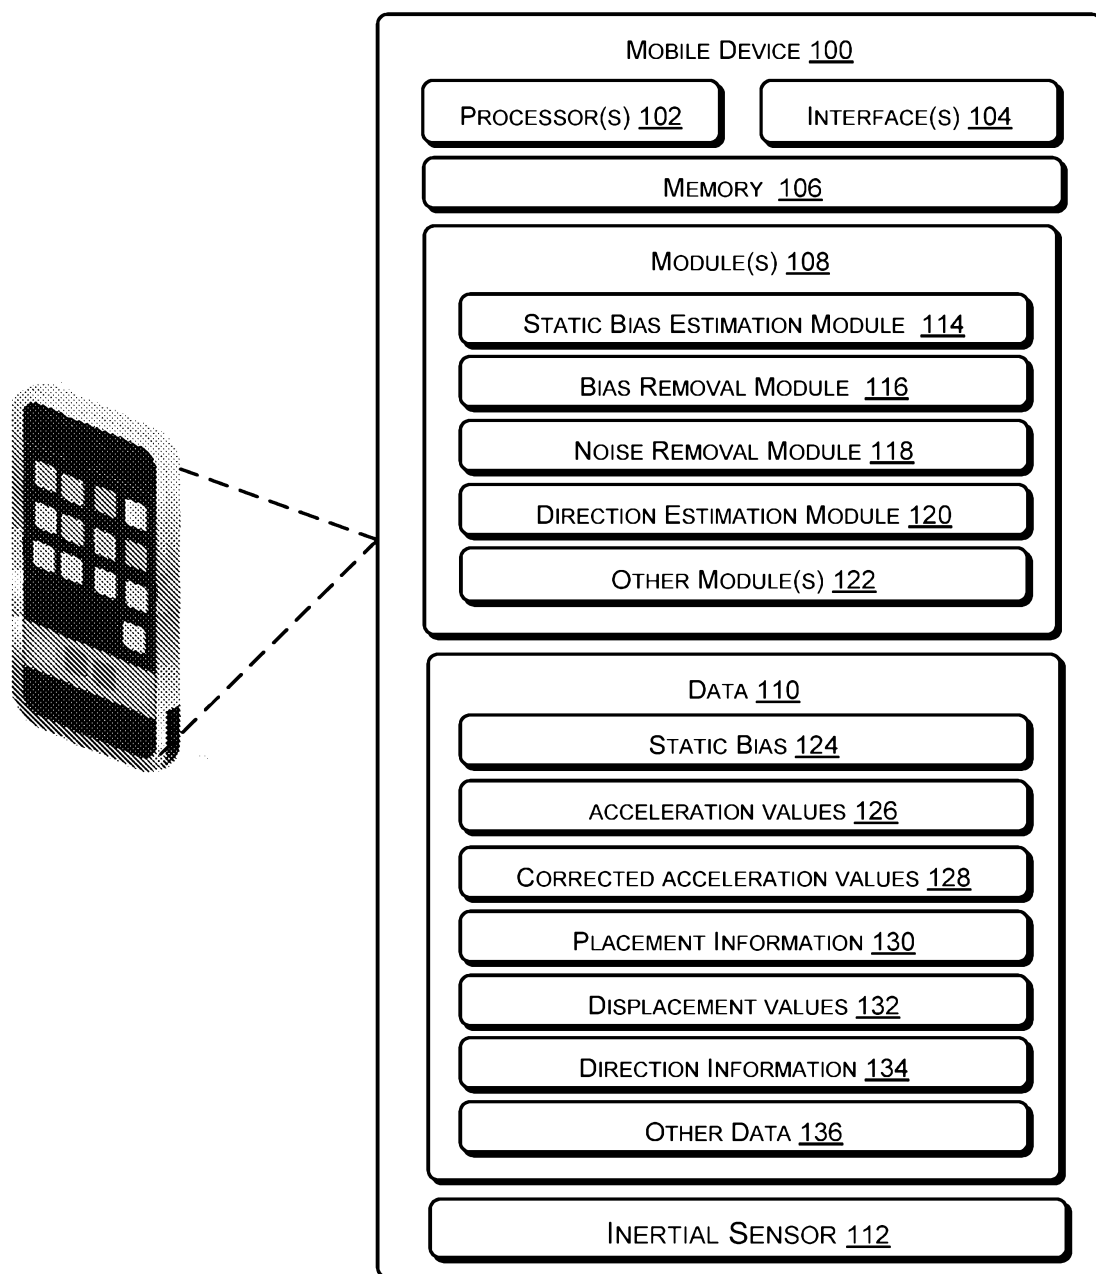 MOBILE DEVICE 100
PROCESSOR(S) 102
INTERFACE(S) 104
MEMORY 106
MODULE(S) 108
STATIC BIAS ESTIMATION MODULE 114
BIAS REMOVAL MODULE 116
NOISE REMOVAL MODULE 118
DIRECTION ESTIMATION MODULE 120
OTHER MODULE(S) 122
DATA 110
STATIC BIAS 124
ACCELERATION VALUES 126
CORRECTED ACCELERATION VALUES 128
PLACEMENT INFORMATION 130
DISPLACEMENT VALUES 132
DIRECTION INFORMATION 134
OTHER DATA 136
INERTIAL SENSOR 112